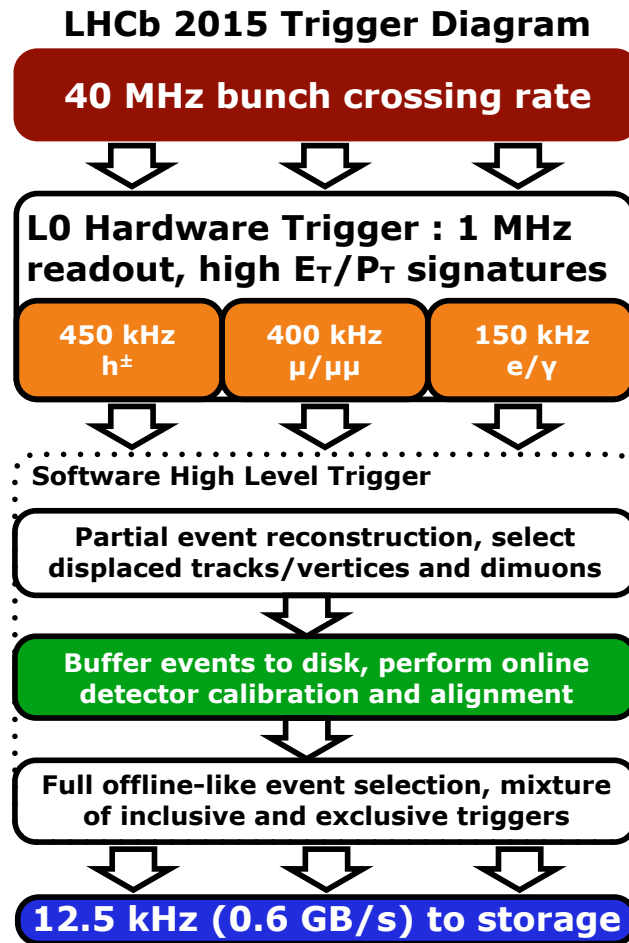 LHCb 2015 Trigger Diagram
40 MHz bunch crossing rate
L0 Hardware Trigger : 1 MHz
readout, high Eᴛ/Pᴛ signatures
450 kHz
h±
400 kHz
μ/μμ
150 kHz
e/γ
Software High Level Trigger
Partial event reconstruction, select
displaced tracks/vertices and dimuons
Buffer events to disk, perform online
detector calibration and alignment
Full offline-like event selection, mixture
of inclusive and exclusive triggers
12.5 kHz (0.6 GB/s) to storage